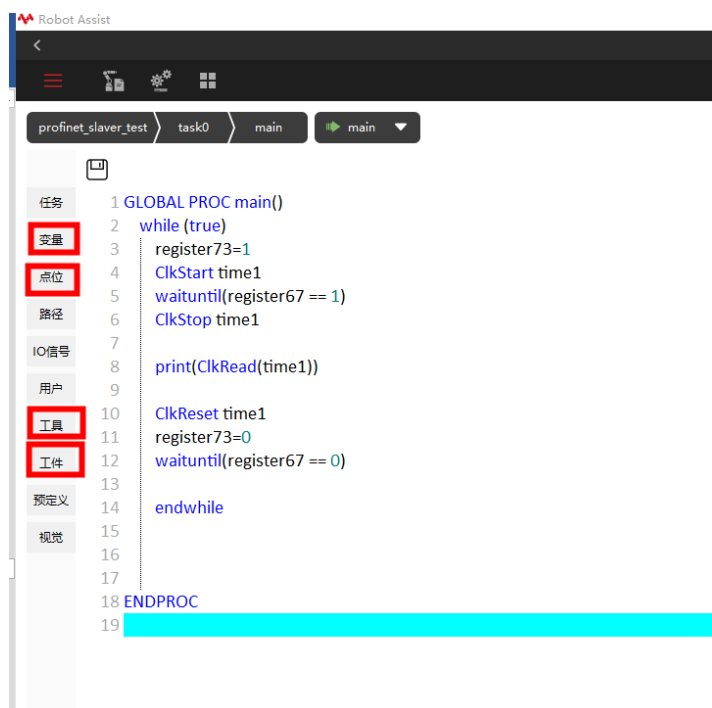 Robot Assist
profinet_slaver_test task0 main main
任务
变量
点位
路径
IO信号
用户
工具
工件
预定义
视觉
1 GLOBAL PROC main()
2 while (true)
3 register73=1
4 ClkStart time1
5 waituntil(register67 == 1)
6 ClkStop time1
7
8 print(ClkRead(time1))
9
10 ClkReset time1
11 register73=0
12 waituntil(register67 == 0)
13
14 endwhile
15
16
17
18 ENDPROC
19